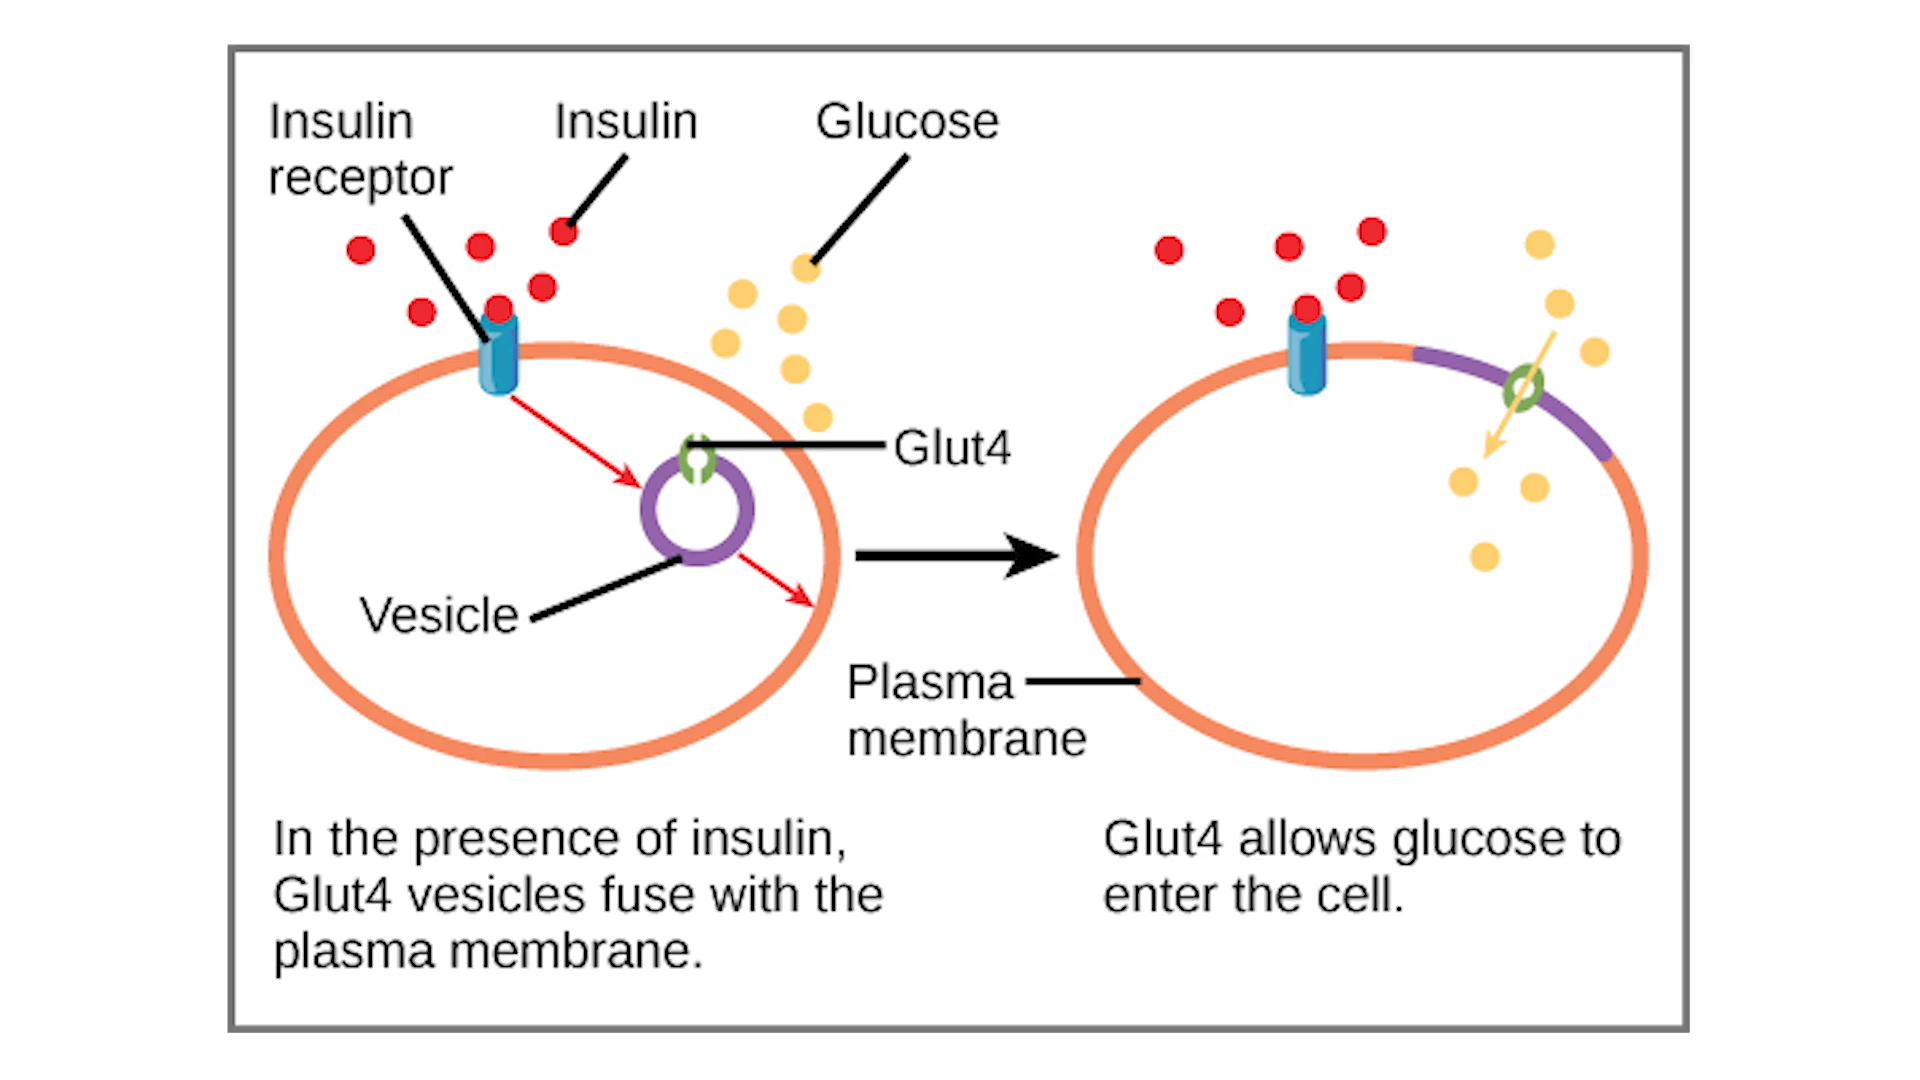 Insulin
receptor
Insulin
Glucose
Glut4
Vesicle
Plasma
membrane
In the presence of insulin,
Glut4 vesicles fuse with the
plasma membrane.
Glut4 allows glucose to
enter the cell.